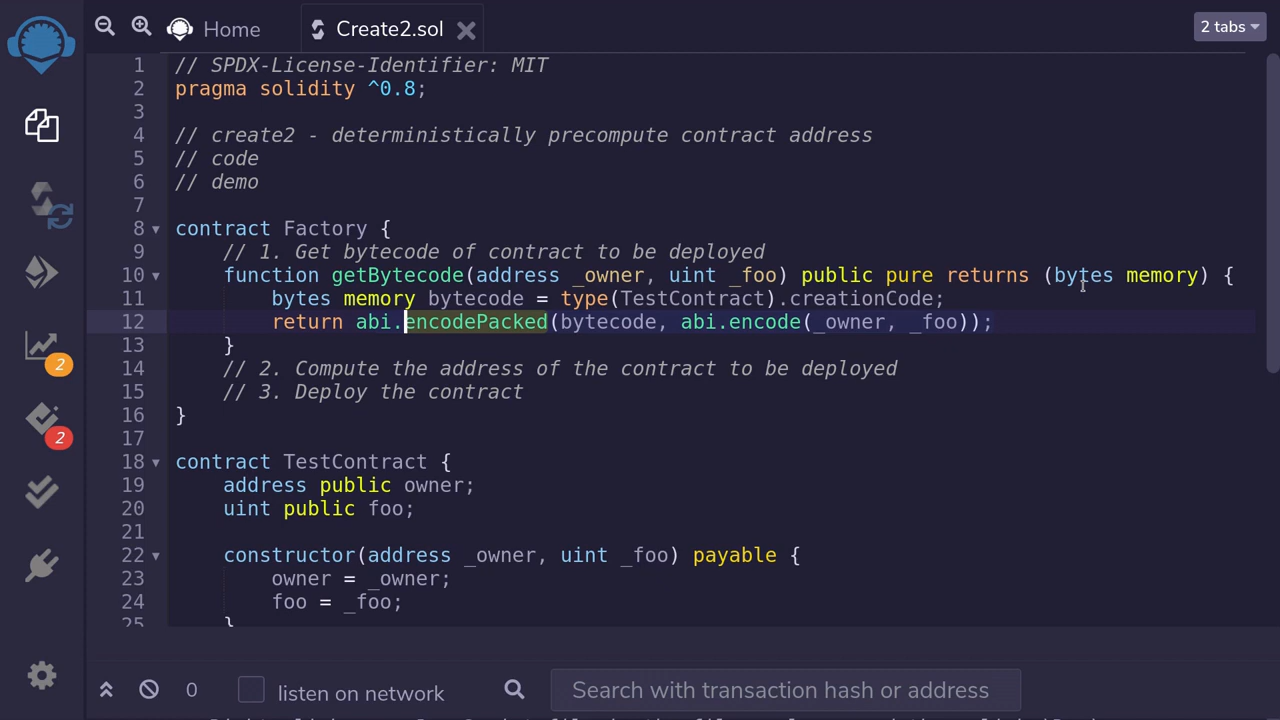 Home
Create2.sol
2 tabs
1 // SPDX-License-Identifier: MIT
2 pragma solidity ^0.8;
3
4 // create2 - deterministically precompute contract address
5 // code
6 // demo
7
8 contract Factory {
9 // 1. Get bytecode of contract to be deployed
10 function getBytecode(address _owner, uint _foo) public pure returns (bytes memory) {
11 bytes memory bytecode = type(TestContract).creationCode;
12 return abi.encodePacked(bytecode, abi.encode(_owner, _foo));
13 }
14 // 2. Compute the address of the contract to be deployed
15 // 3. Deploy the contract
16 }
17
18 contract TestContract {
19 address public owner;
20 uint public foo;
21
22 constructor(address _owner, uint _foo) payable {
23 owner = _owner;
24 foo = _foo;
25 }
2
2
0
listen on network
Search with transaction hash or address